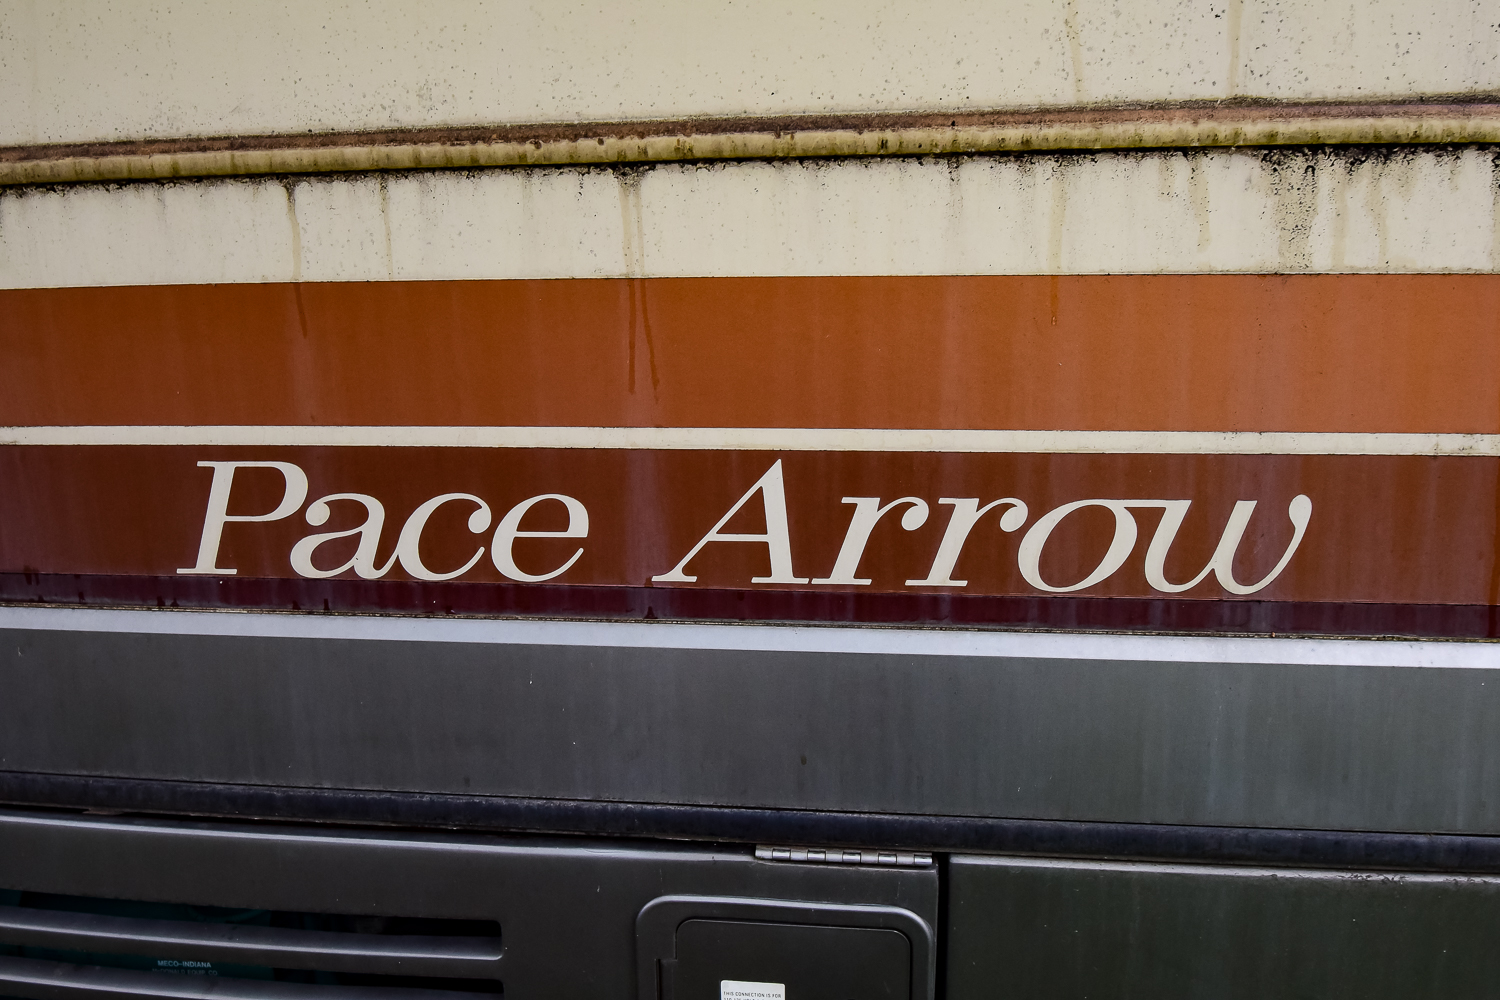 Pace Arrow
MECO-INDIANA
THIS CONNECTION IS FOR